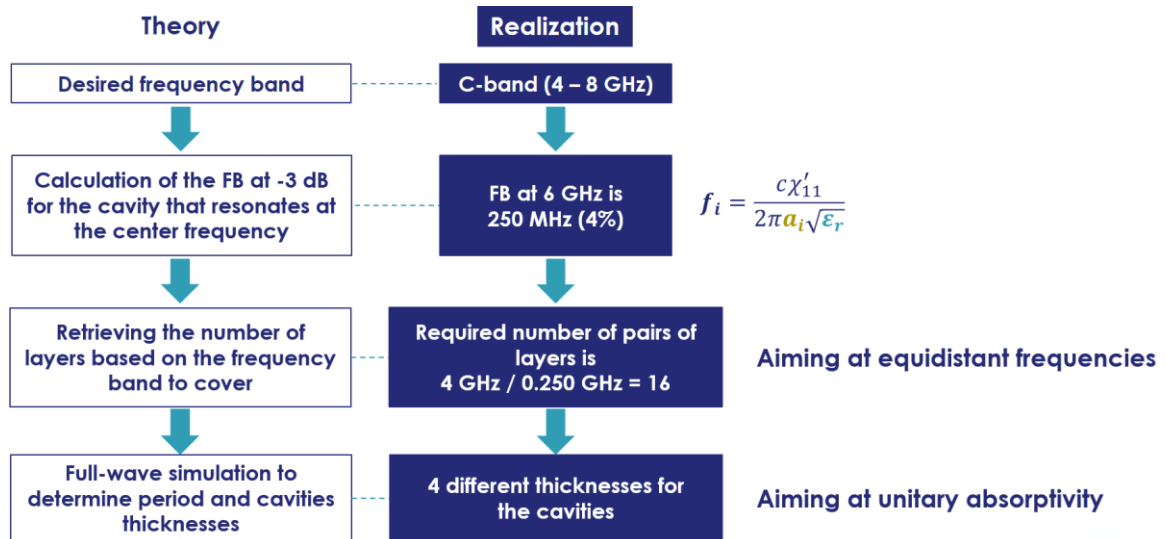 Theory
Realization
Desired frequency band
C-band (4 – 8 GHz)
Calculation of the FB at -3 dB
for the cavity that resonates at
the center frequency
FB at 6 GHz is
250 MHz (4%)
f_i = cχ′_11 / 2πa_i√ε_r
Retrieving the number of
layers based on the frequency
band to cover
Required number of pairs of
layers is
4 GHz / 0.250 GHz = 16
Aiming at equidistant frequencies
Full-wave simulation to
determine period and cavities
thicknesses
4 different thicknesses for
the cavities
Aiming at unitary absorptivity